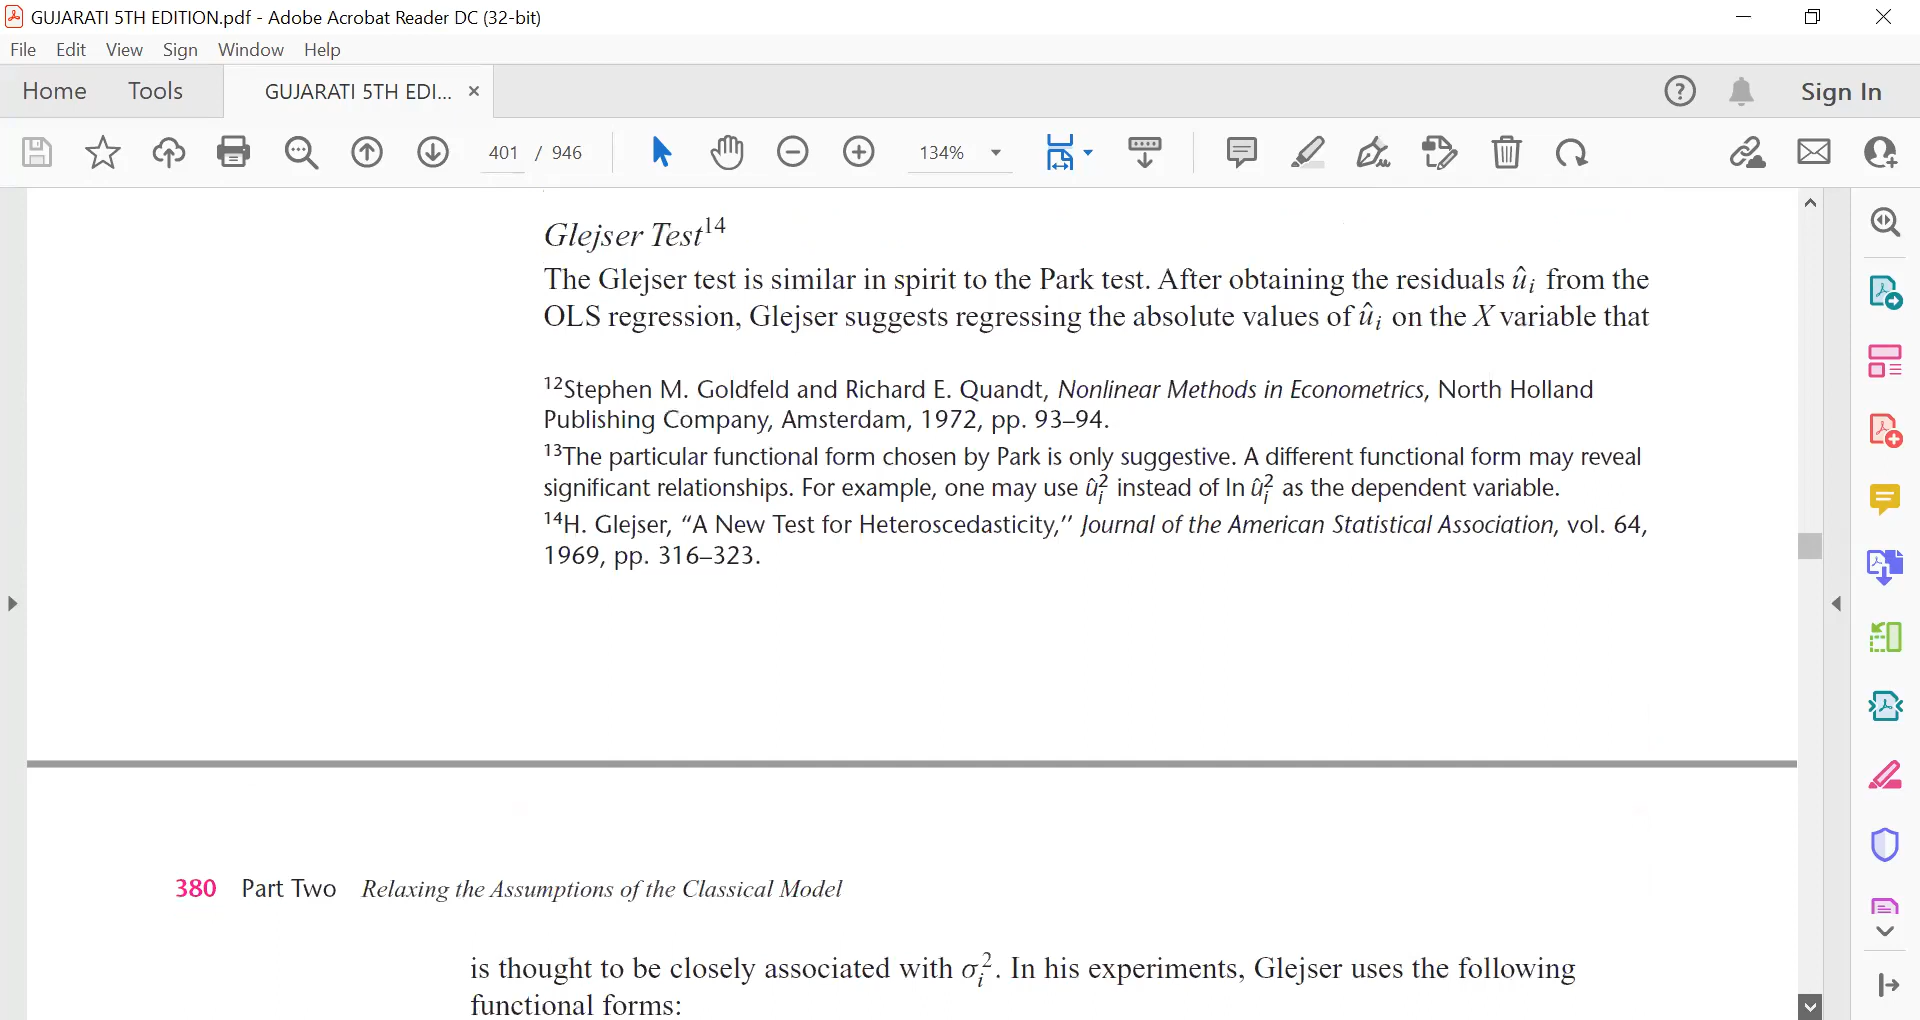 GUJARATI 5TH EDITION.pdf - Adobe Acrobat Reader DC (32-bit)
File Edit View Sign Window Help
Home Tools GUJARATI 5TH EDI... × Sign In
401 / 946 134%
Glejser Test¹⁴
The Glejser test is similar in spirit to the Park test. After obtaining the residuals ûᵢ from the
OLS regression, Glejser suggests regressing the absolute values of ûᵢ on the X variable that
¹²Stephen M. Goldfeld and Richard E. Quandt, Nonlinear Methods in Econometrics, North Holland
Publishing Company, Amsterdam, 1972, pp. 93–94.
¹³The particular functional form chosen by Park is only suggestive. A different functional form may reveal
significant relationships. For example, one may use ûᵢ² instead of ln ûᵢ² as the dependent variable.
¹⁴H. Glejser, “A New Test for Heteroscedasticity,’’ Journal of the American Statistical Association, vol. 64,
1969, pp. 316–323.
380 Part Two Relaxing the Assumptions of the Classical Model
is thought to be closely associated with σᵢ². In his experiments, Glejser uses the following
functional forms: